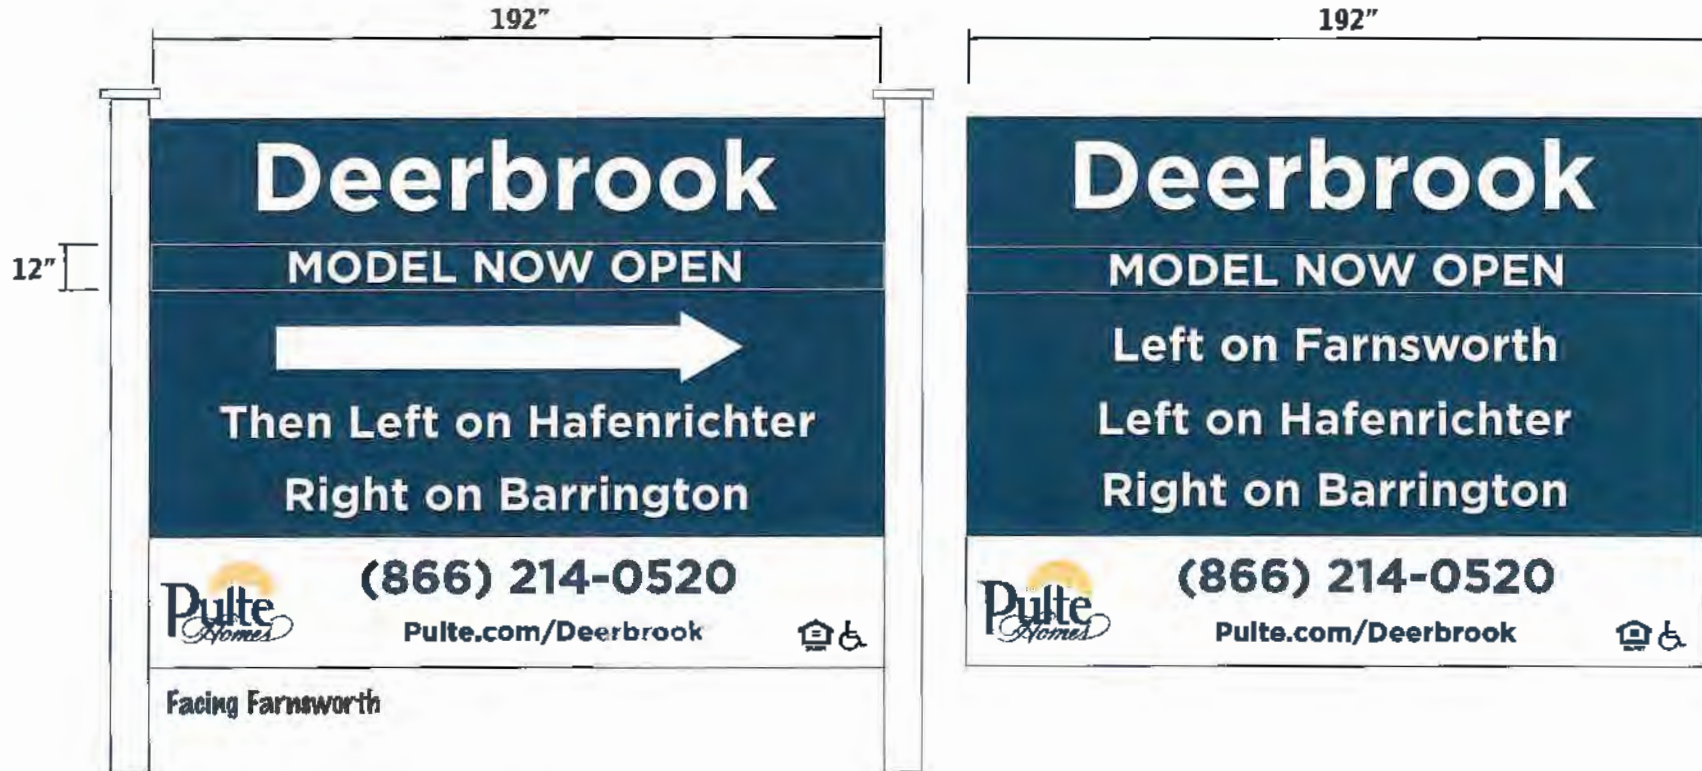 192"
Deerbrook
12"
MODEL NOW OPEN
Then Left on Hafenrichter
Right on Barrington
Pulte
Homes
(866) 214-0520
Pulte.com/Deerbrook
Facing Farnsworth
192"
Deerbrook
MODEL NOW OPEN
Left on Farnsworth
Left on Hafenrichter
Right on Barrington
Pulte
Homes
(866) 214-0520
Pulte.com/Deerbrook